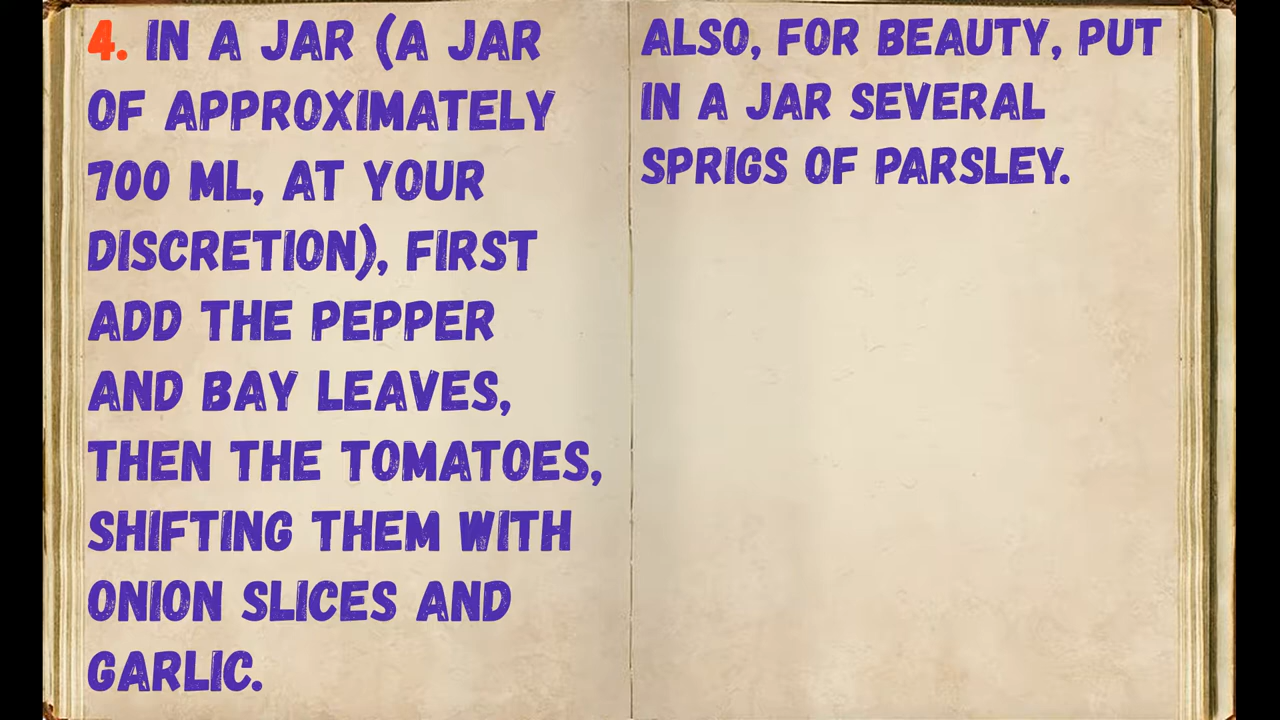 4. IN A JAR (A JAR
OF APPROXIMATELY
700 ML, AT YOUR
DISCRETION), FIRST
ADD THE PEPPER
AND BAY LEAVES,
THEN THE TOMATOES,
SHIFTING THEM WITH
ONION SLICES AND
GARLIC.
ALSO, FOR BEAUTY, PUT
IN A JAR SEVERAL
SPRIGS OF PARSLEY.